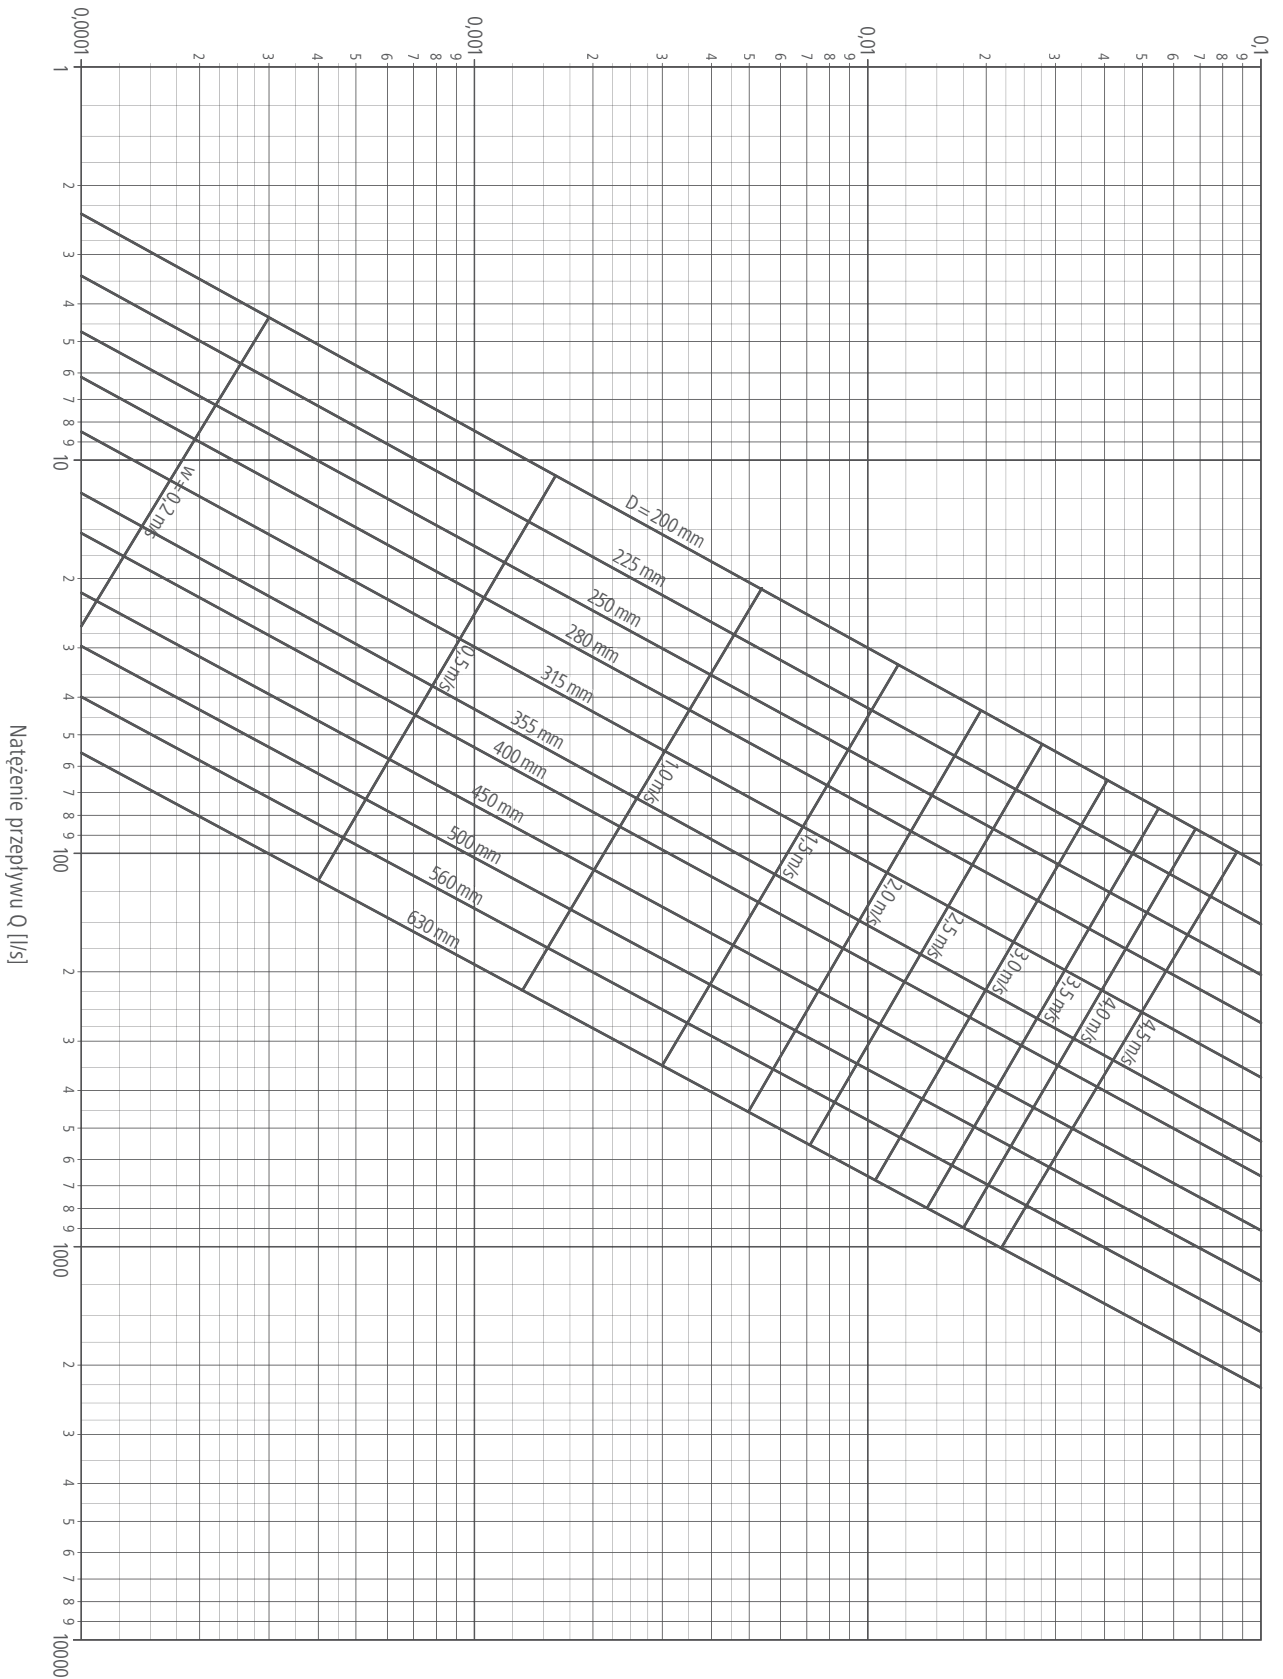 0,0001 2 3 4 5 6 7 8 9 0,001 2 3 4 5 6 7 8 9 0,01 2 3 4 5 6 7 8 9 0,1
1
2
3
4
5
6
7
8
9
10
2
3
4
5
6
7
8
9
100
2
3
4
5
6
7
8
9
1000
2
3
4
5
6
7
8
9
10000
Natężenie przepływu Q [l/s]
D = 200 mm
225 mm
250 mm
280 mm
315 mm
355 mm
400 mm
450 mm
500 mm
560 mm
630 mm
w = 0,2 m/s
0,5 m/s
1,0 m/s
1,5 m/s
2,0 m/s
2,5 m/s
3,0 m/s
3,5 m/s
4,0 m/s
4,5 m/s